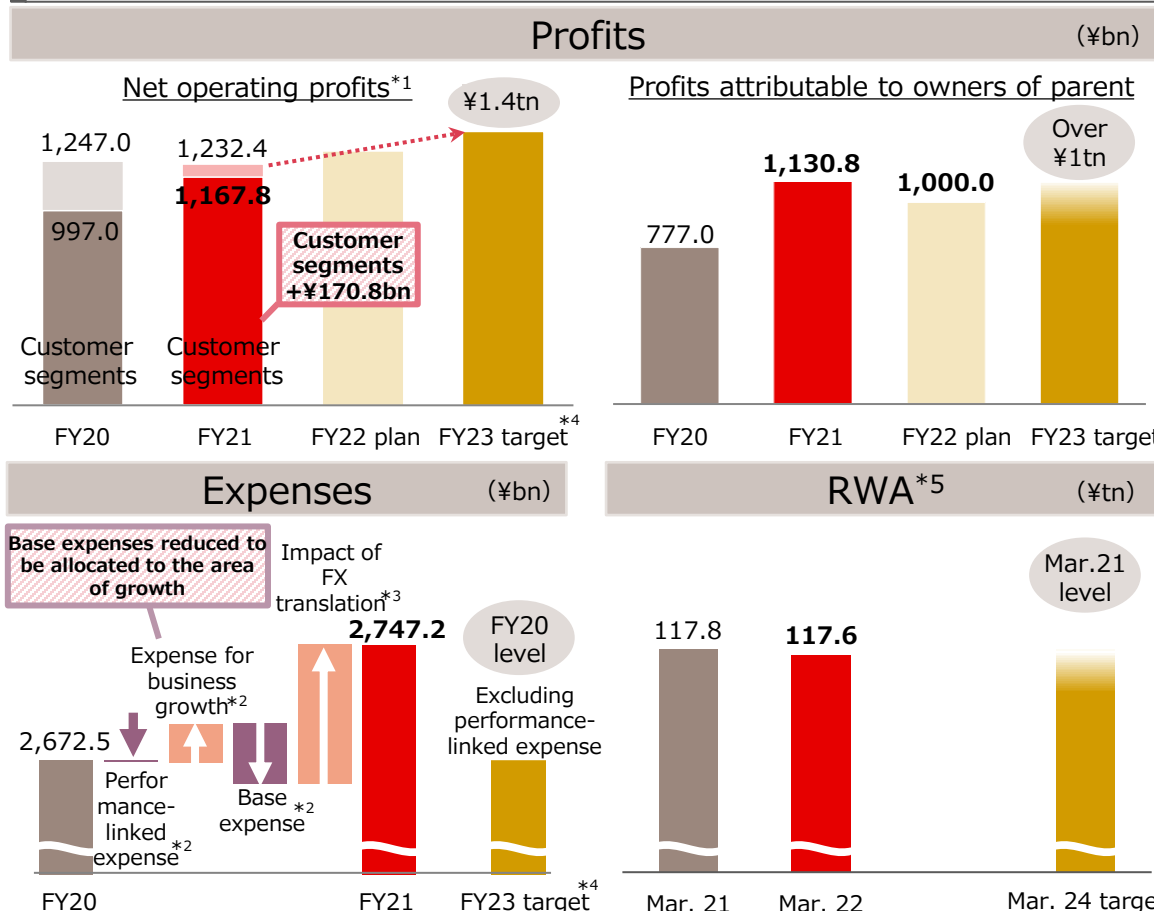 Profits
(¥bn)
Net operating profits*1
¥1.4tn
1,247.0
1,232.4
1,167.8
997.0
Customer
segments
+¥170.8bn
Customer
segments
Customer
segments
FY20
FY21
FY22 plan
FY23 target*4
Profits attributable to owners of parent
Over
¥1tn
1,130.8
1,000.0
777.0
FY20
FY21
FY22 plan
FY23 target
Expenses
(¥bn)
Base expenses reduced to
be allocated to the area
of growth
Impact of
FX
translation*3
2,747.2
FY20
level
Expense for
business
growth*2
Excluding
performance-
linked expense
2,672.5
Perfor
mance-
linked
expense*2
Base
expense*2
FY20
FY21
FY23 target*4
RWA*5
(¥tn)
Mar.21
level
117.8
117.6
Mar. 21
Mar. 22
Mar. 24 targe